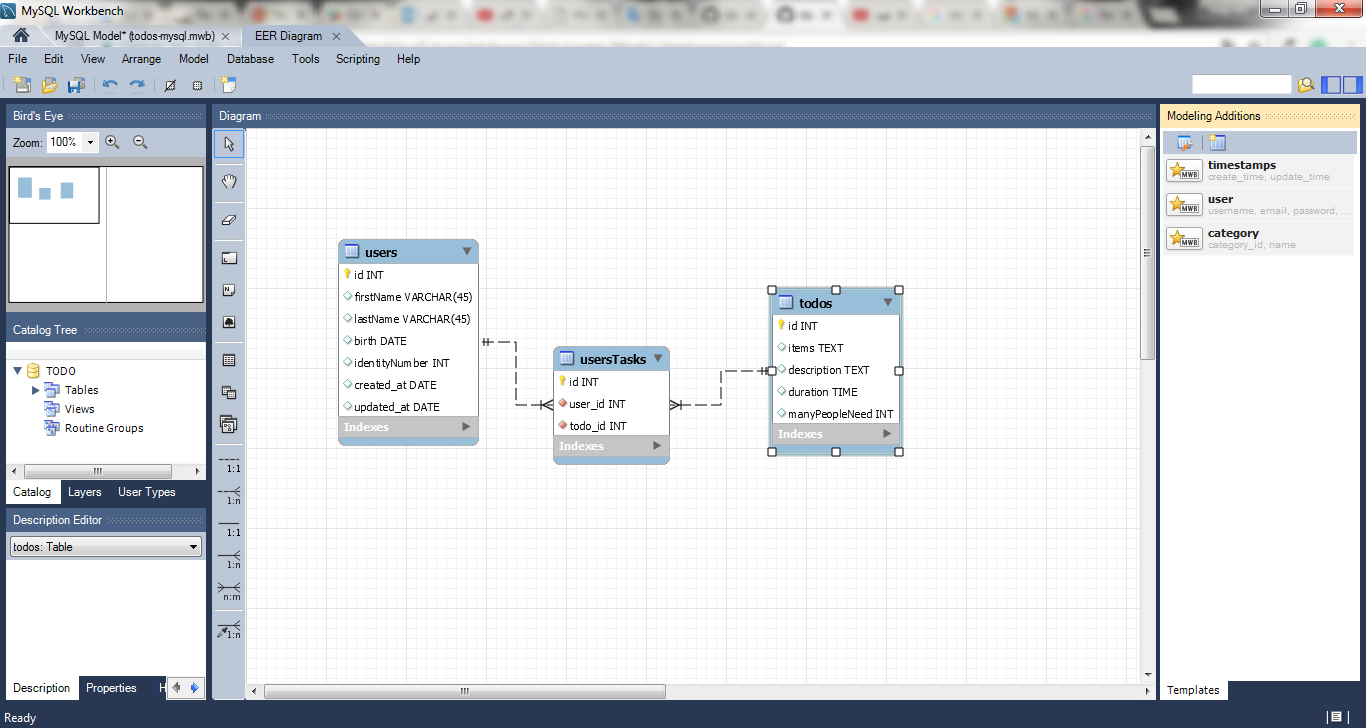 MySQL Workbench
MySQL Model* (todos-mysql.mwb)
EER Diagram
File Edit View Arrange Model Database Tools Scripting Help
Bird's Eye
Zoom: 100%
Catalog Tree
TODO
Tables
Views
Routine Groups
Catalog Layers User Types
Description Editor
todos: Table
Description Properties H
Ready
Diagram
1:1
1:n
1:1
1:n
n:m
1:n
users
id INT
firstName VARCHAR(45)
lastName VARCHAR(45)
birth DATE
identityNumber INT
created_at DATE
updated_at DATE
Indexes
usersTasks
id INT
user_id INT
todo_id INT
Indexes
todos
id INT
items TEXT
description TEXT
duration TIME
manyPeopleNeed INT
Indexes
Modeling Additions
MWB
timestamps
create_time, update_time
MWB
user
username, email, password, ...
MWB
category
category_id, name
Templates